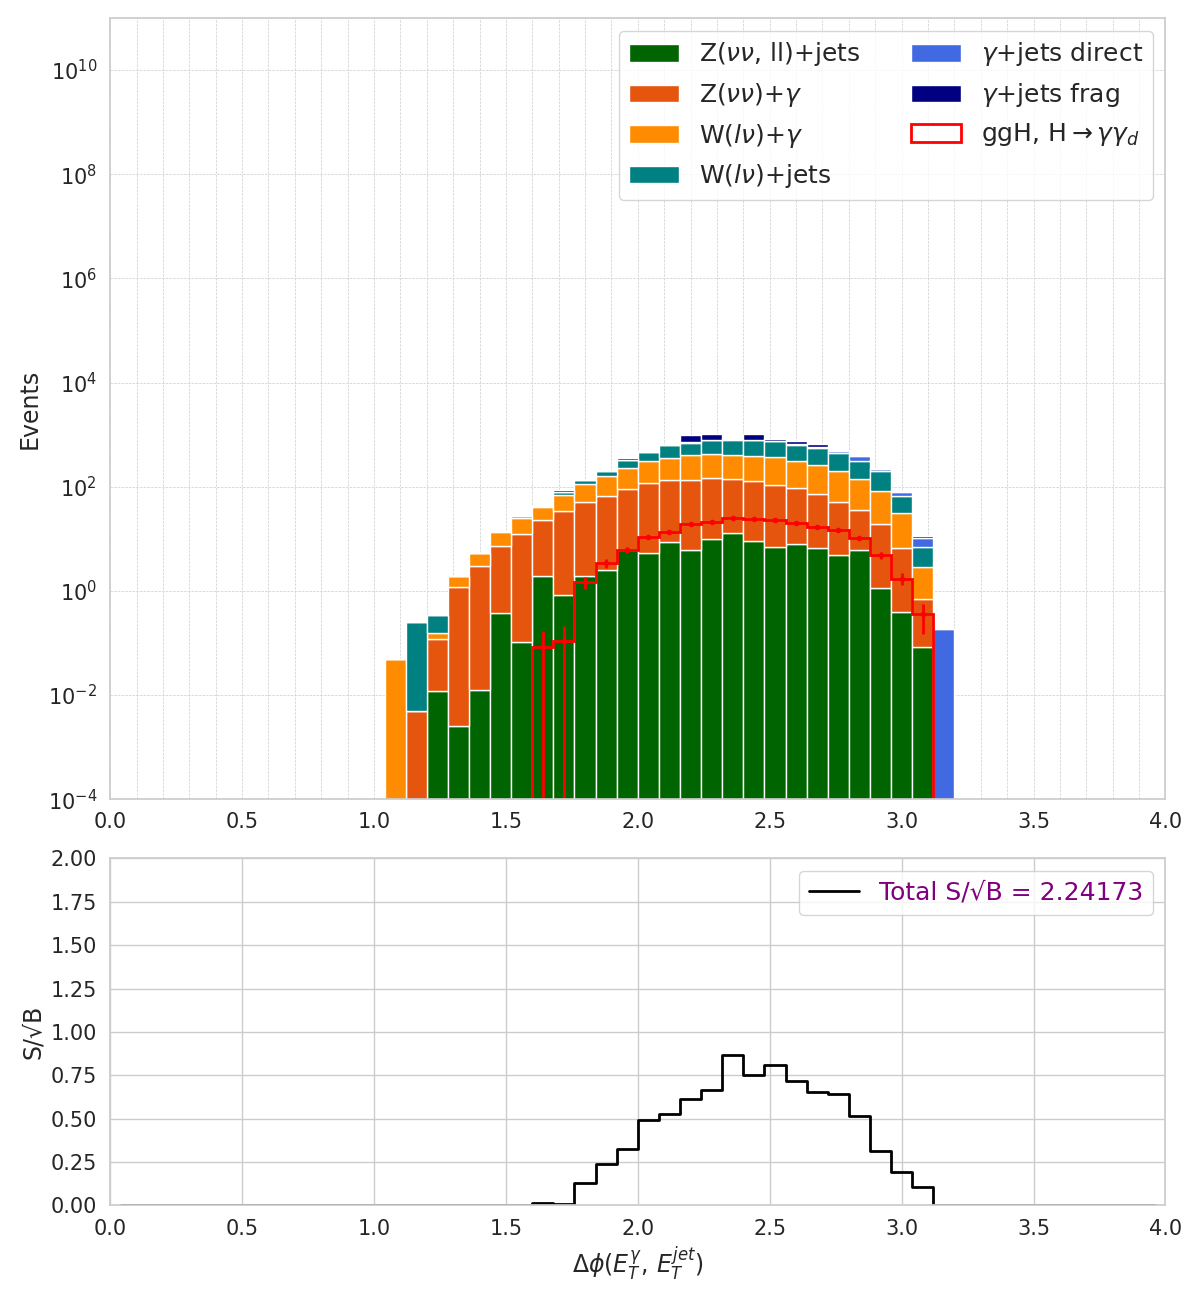 Z(νν, ll)+jets
Z(νν)+γ
W(lν)+γ
W(lν)+jets
γ+jets direct
γ+jets frag
ggH, H→γγ_d
10^10
10^8
10^6
10^4
10^2
10^0
10^−2
10^−4
Events
0.0 0.5 1.0 1.5 2.0 2.5 3.0 3.5 4.0
Total S/√B = 2.24173
2.00
1.75
1.50
1.25
1.00
0.75
0.50
0.25
0.00
S/√B
0.0 0.5 1.0 1.5 2.0 2.5 3.0 3.5 4.0
Δϕ(E_T^γ, E_T^jet)